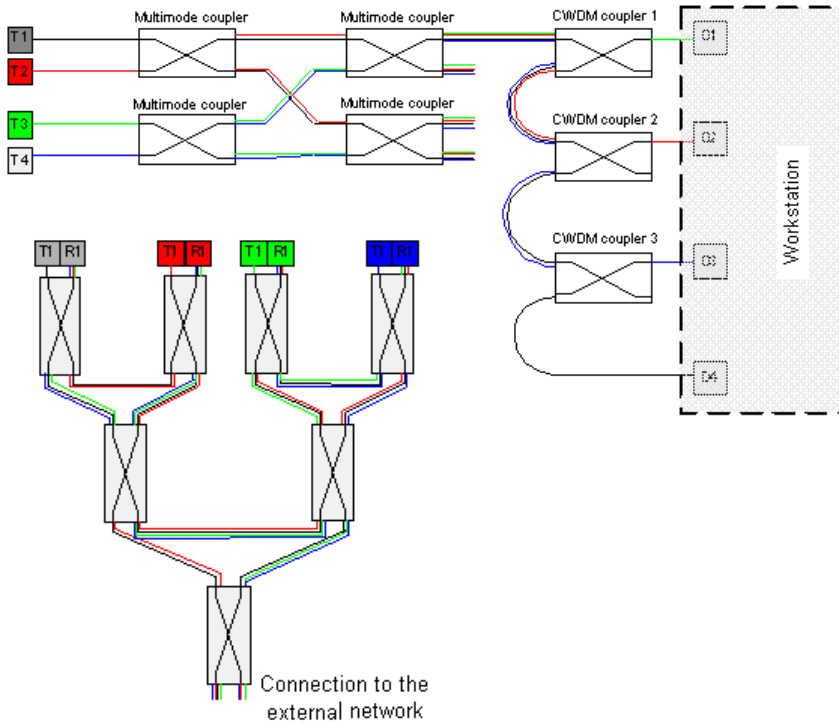 Multimode coupler
Multimode coupler
CWDM coupler 1
T1
T2
Multimode coupler
Multimode coupler
CWDM coupler 2
T3
T4
CWDM coupler 3
Workstation
T1 R1
T1 R1
T1 R1
T1 R1
Connection to the
external network